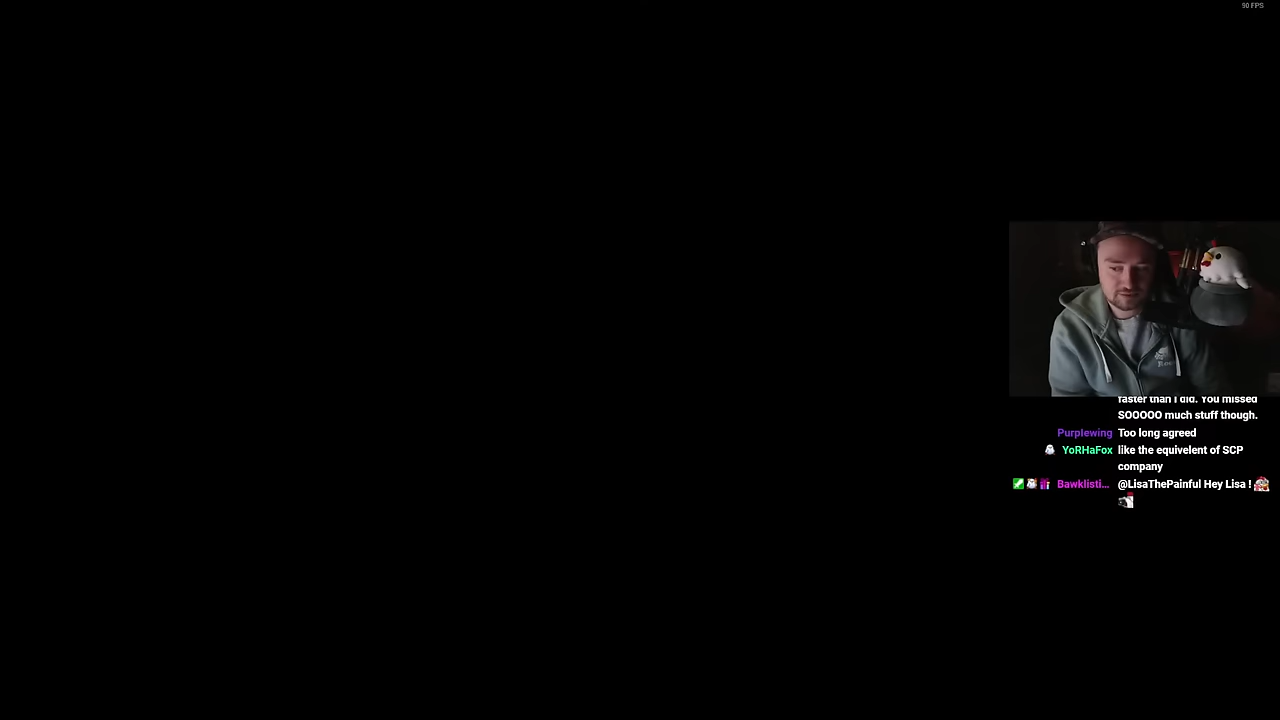 90 FPS
faster than I did. You missed
SOOOOO much stuff though.
Purplewing Too long agreed
YoRHaFox like the equivelent of SCP
company
Bawklisti... @LisaThePainful Hey Lisa !